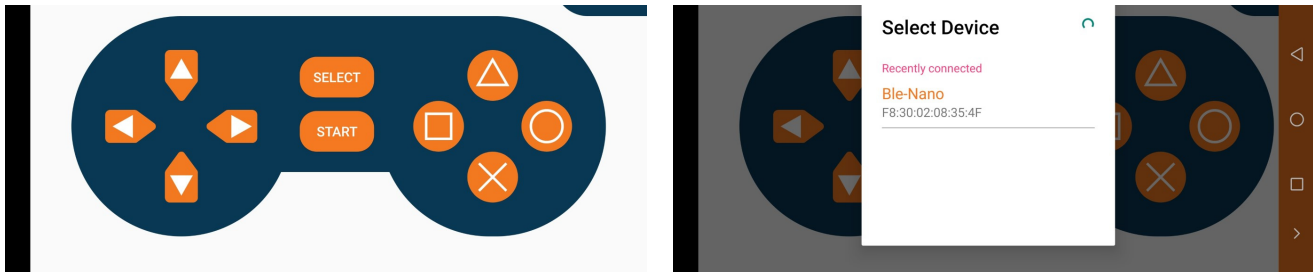 SELECT
START
Select Device
Recently connected
Ble-Nano
F8:30:02:08:35:4F